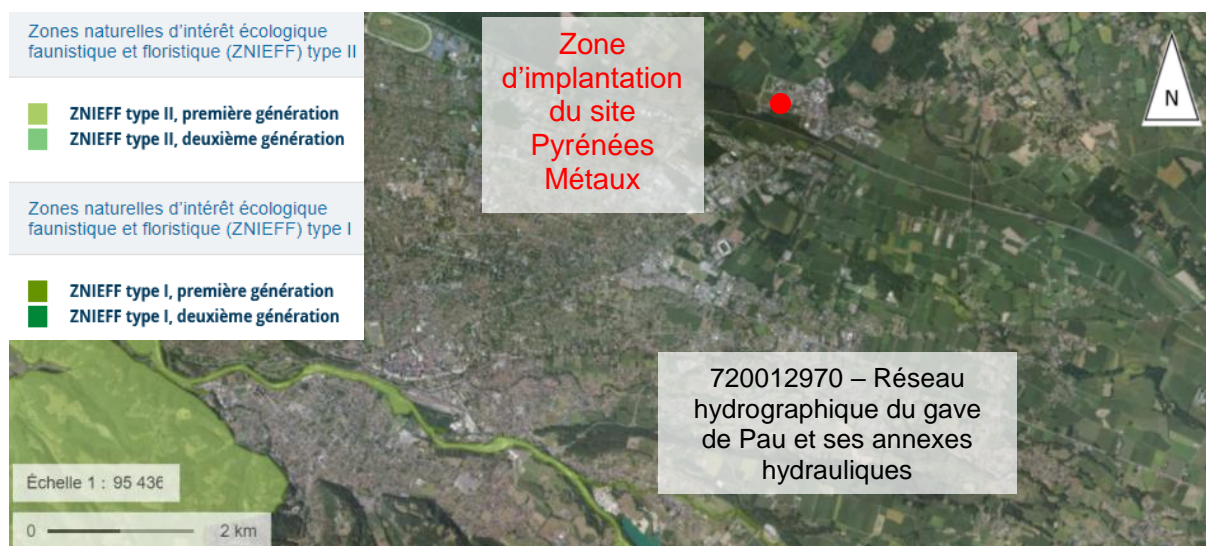 Zones naturelles d'intérêt écologique
faunistique et floristique (ZNIEFF) type II
ZNIEFF type II, première génération
ZNIEFF type II, deuxième génération
Zones naturelles d'intérêt écologique
faunistique et floristique (ZNIEFF) type I
ZNIEFF type I, première génération
ZNIEFF type I, deuxième génération
Zone
d'implantation
du site
Pyrénées
Métaux
N
720012970 – Réseau
hydrographique du gave
de Pau et ses annexes
hydrauliques
Échelle 1 : 95 436
0 2 km